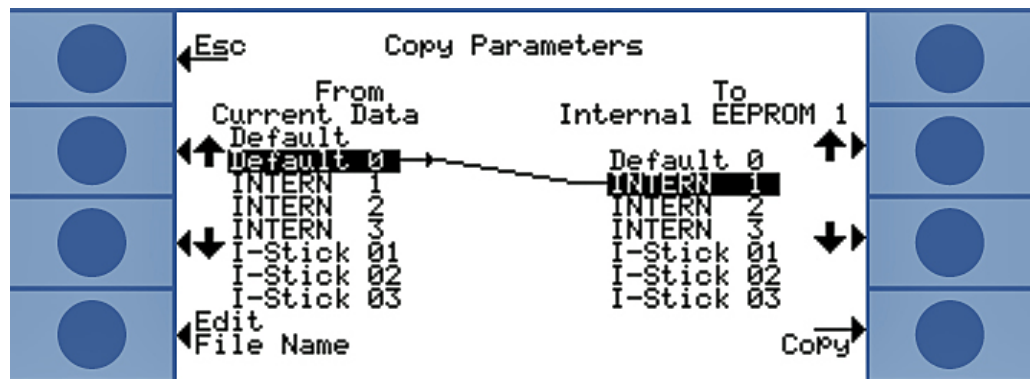 Esc
Copy Parameters
From
To
Current Data
Internal EEPROM 1
Default
Default 0
INTERN 1
INTERN 2
INTERN 3
I-Stick 01
I-Stick 02
I-Stick 03
Default 0
INTERN 1
INTERN 2
INTERN 3
I-Stick 01
I-Stick 02
I-Stick 03
Edit
File Name
Copy